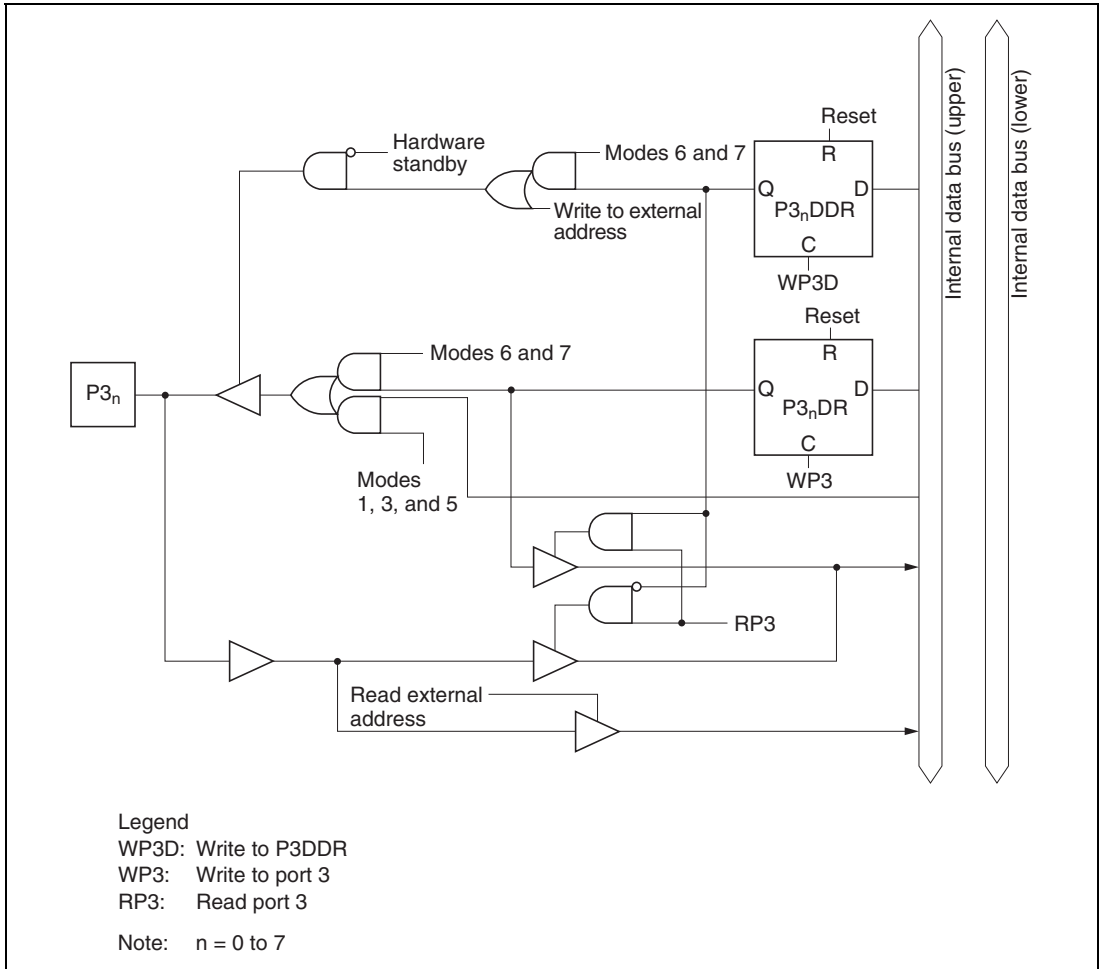 Reset
Hardware
standby
Modes 6 and 7
R
Q
D
P3nDDR
Write to external
address
C
WP3D
Internal data bus (upper)
Internal data bus (lower)
Reset
Modes 6 and 7
R
P3n
Q
D
P3nDR
C
WP3
Modes
1, 3, and 5
RP3
Read external
address
Legend
WP3D: Write to P3DDR
WP3: Write to port 3
RP3: Read port 3
Note: n = 0 to 7